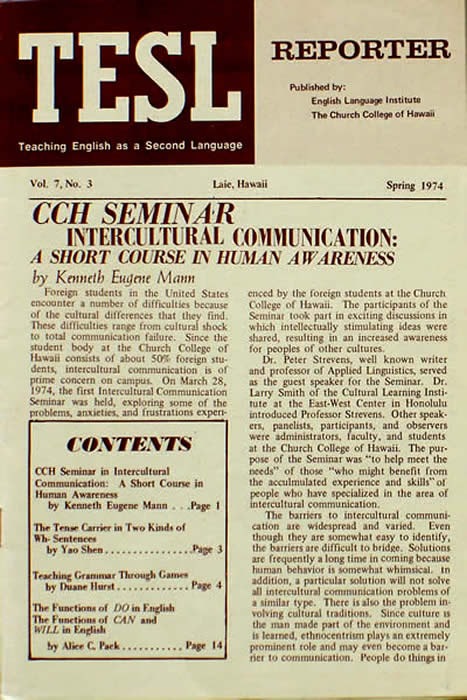 TESL
Teaching English as a Second Language
REPORTER
Published by:
English Language Institute
The Church College of Hawaii
Vol. 7, No. 3 Laie, Hawaii Spring 1974
CCH SEMINAR
INTERCULTURAL COMMUNICATION:
A SHORT COURSE IN HUMAN AWARENESS
by Kenneth Eugene Mann
Foreign students in the United States
encounter a number of difficulties because
of the cultural differences that they find.
These difficulties range from cultural shock
to total communication failure. Since the
student body at the Church College of
Hawaii consists of about 50% foreign stu-
dents, intercultural communication is of
prime concern on campus. On March 28,
1974, the first Intercultural Communication
Seminar was held, exploring some of the
problems, anxieties, and frustrations experi-
CONTENTS
CCH Seminar in Intercultural
Communication: A Short Course in
Human Awareness
by Kenneth Eugene Mann . . .Page 1
The Tense Carrier in Two Kinds of
Wh- Sentences
by Yao Shen . . . . . . . . . . . . . .Page 3
Teaching Grammar Through Games
by Duane Hurst . . . . . . . . . . . . Page 4
The Functions of DO in English
The Functions of CAN and
WILL in English
by Alice C. Pack . . . . . . . . . . . Page 14
enced by the foreign students at the Church
College of Hawaii. The participants of the
Seminar took part in exciting discussions in
which intellectually stimulating ideas were
shared, resulting in an increased awareness
for peoples of other cultures.
Dr. Peter Strevens, well known writer
and professor of Applied Linguistics, served
as the guest speaker for the Seminar. Dr.
Larry Smith of the Cultural Learning Insti-
tute at the East-West Center in Honolulu
introduced Professor Strevens. Other speak-
ers, panelists, participants, and observers
were administrators, faculty, and students
at the Church College of Hawaii. The pur-
pose of the Seminar was "to help meet the
needs" of those "who might benefit from
the acculmulated experience and skills" of
people who have specialized in the area of
intercultural communication.
The barriers to intercultural communi-
cation are widespread and varied. Even
though they are somewhat easy to identify,
the barriers are difficult to bridge. Solutions
are frequently a long time in coming because
human behavior is somewhat whimsical. In
addition, a particular solution will not solve
all intercultural communication problems of
a similar type. There is also the problem in-
volving cultural traditions. Since culture is
the man made part of the environment and
is learned, ethnocentrism plays an extremely
prominent role and may even become a bar-
rier to communication. People do things in